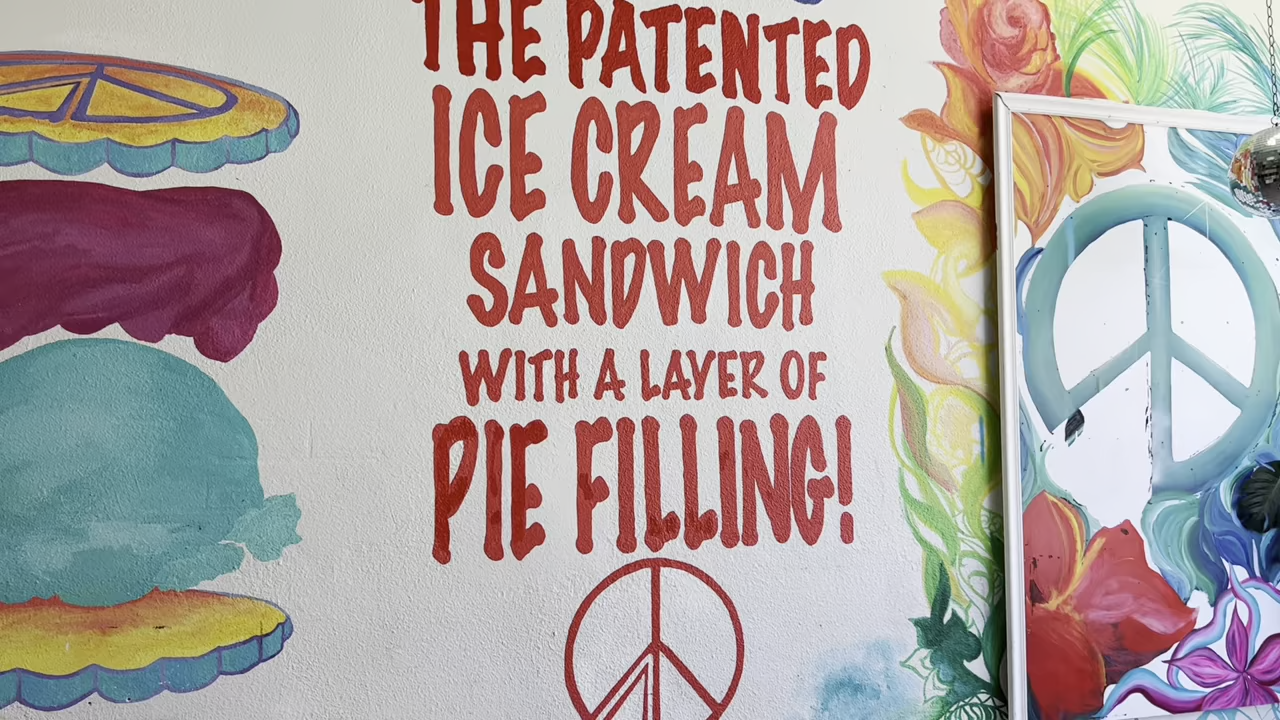 THE PATENTED
ICE CREAM
SANDWICH
WITH A LAYER OF
PIE FILLING!